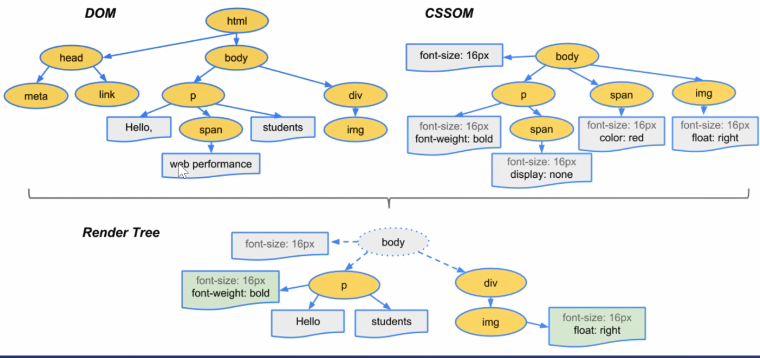 DOM
CSSOM
html
head
body
meta
link
p
div
Hello,
span
students
img
web performance
font-size: 16px
body
p
span
img
font-size: 16px
font-weight: bold
span
font-size: 16px
color: red
font-size: 16px
float: right
font-size: 16px
display: none
Render Tree
font-size: 16px
body
font-size: 16px
font-weight: bold
p
div
Hello
students
img
font-size: 16px
float: right